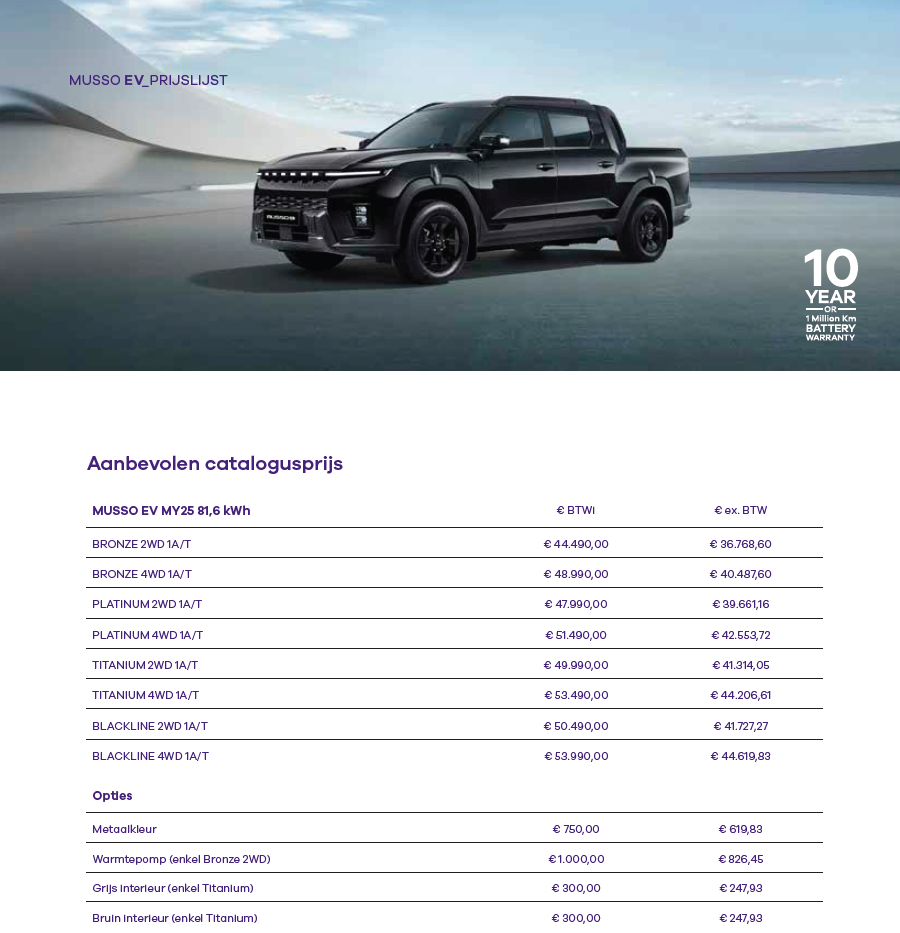 MUSSO EV_PRIJSLIJST
MUSSO EV
10
YEAR
OR
1 Million Km
BATTERY
WARRANTY
Aanbevolen catalogusprijs
MUSSO EV MY25 81,6 kWh € BTWI € ex. BTW
BRONZE 2WD 1A/T € 44.490,00 € 36.768,60
BRONZE 4WD 1A/T € 48.990,00 € 40.487,60
PLATINUM 2WD 1A/T € 47.990,00 € 39.661,16
PLATINUM 4WD 1A/T € 51.490,00 € 42.553,72
TITANIUM 2WD 1A/T € 49.990,00 € 41.314,05
TITANIUM 4WD 1A/T € 53.490,00 € 44.206,61
BLACKLINE 2WD 1A/T € 50.490,00 € 41.727,27
BLACKLINE 4WD 1A/T € 53.990,00 € 44.619,83
Opties
Metaalkleur € 750,00 € 619,83
Warmtepomp (enkel Bronze 2WD) € 1.000,00 € 826,45
Grijs interieur (enkel Titanium) € 300,00 € 247,93
Bruin interieur (enkel Titanium) € 300,00 € 247,93